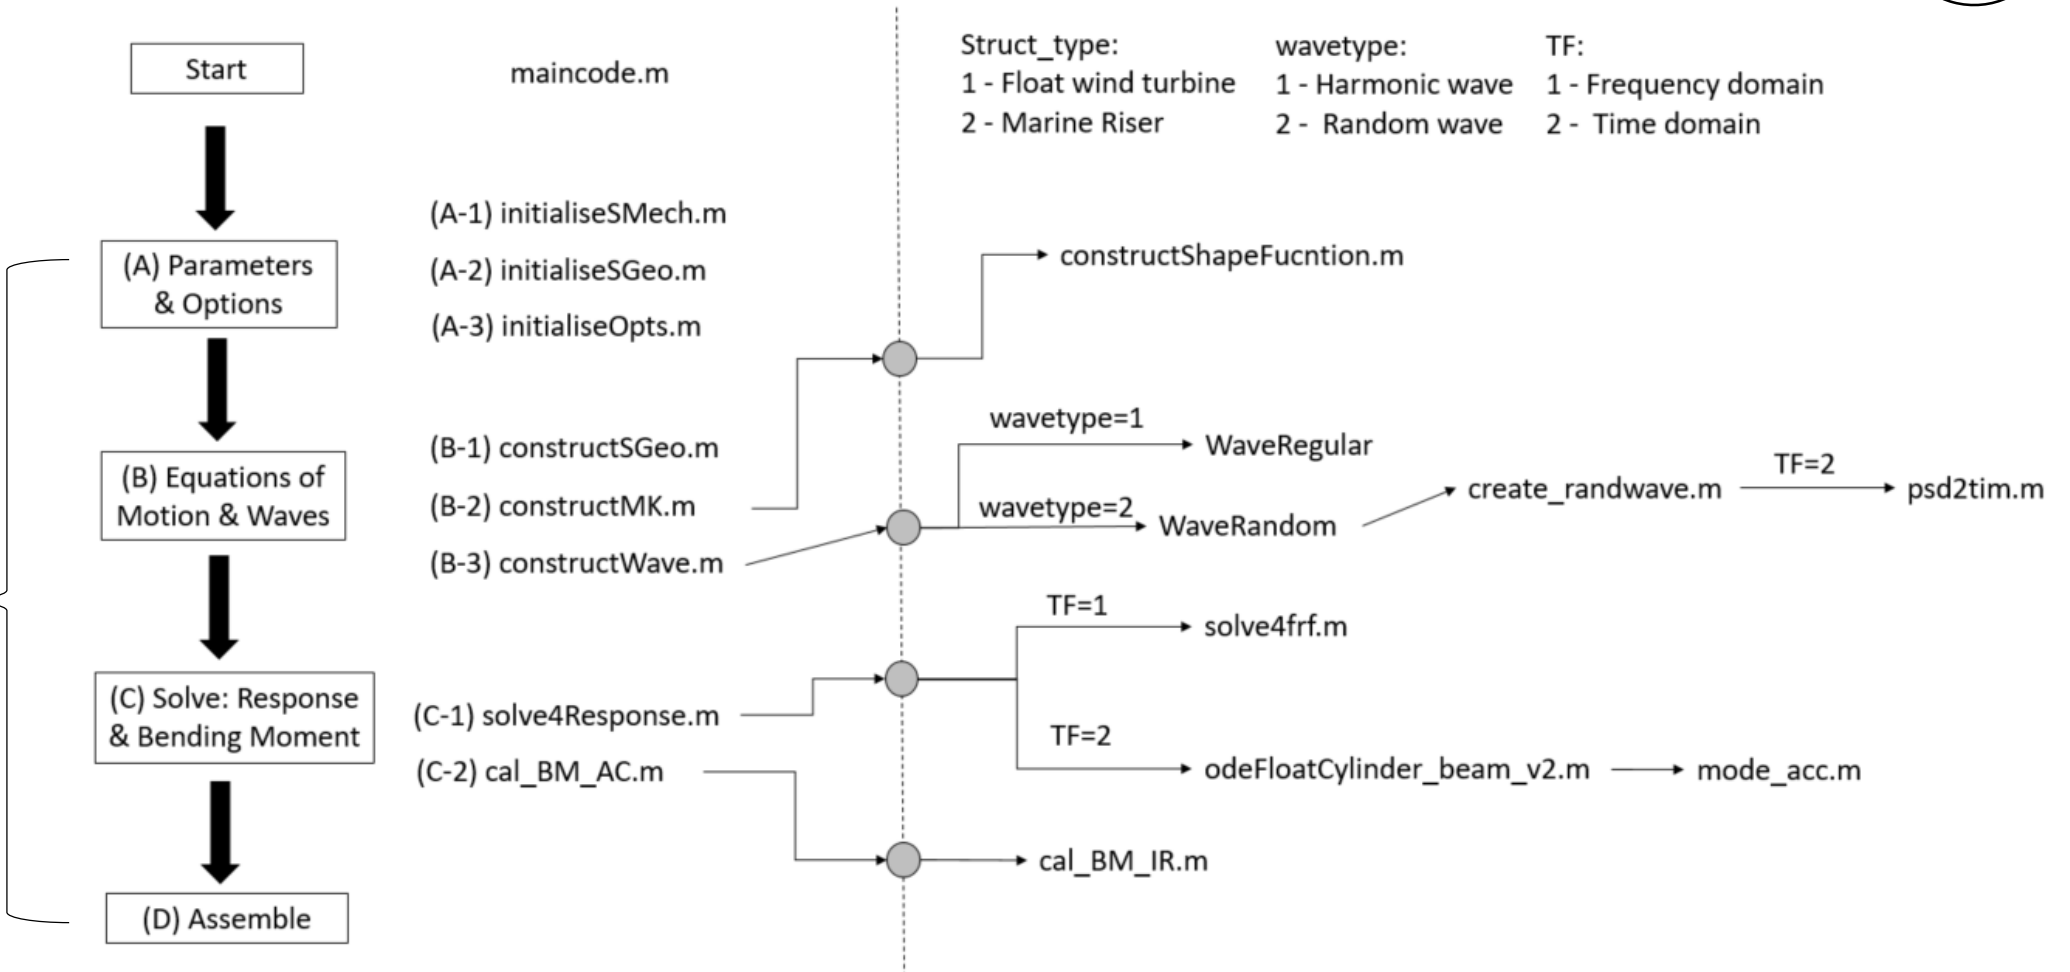 Start
maincode.m
Struct_type:
1 - Float wind turbine
2 - Marine Riser
wavetype:
1 - Harmonic wave
2 - Random wave
TF:
1 - Frequency domain
2 - Time domain
(A) Parameters
& Options
(A-1) initialiseSMech.m
(A-2) initialiseSGeo.m
(A-3) initialiseOpts.m
constructShapeFucntion.m
(B) Equations of
Motion & Waves
(B-1) constructSGeo.m
(B-2) constructMK.m
(B-3) constructWave.m
wavetype=1
WaveRegular
wavetype=2
WaveRandom
create_randwave.m
TF=2
psd2tim.m
(C) Solve: Response
& Bending Moment
(C-1) solve4Response.m
(C-2) cal_BM_AC.m
TF=1
solve4frf.m
TF=2
odeFloatCylinder_beam_v2.m
mode_acc.m
cal_BM_IR.m
(D) Assemble